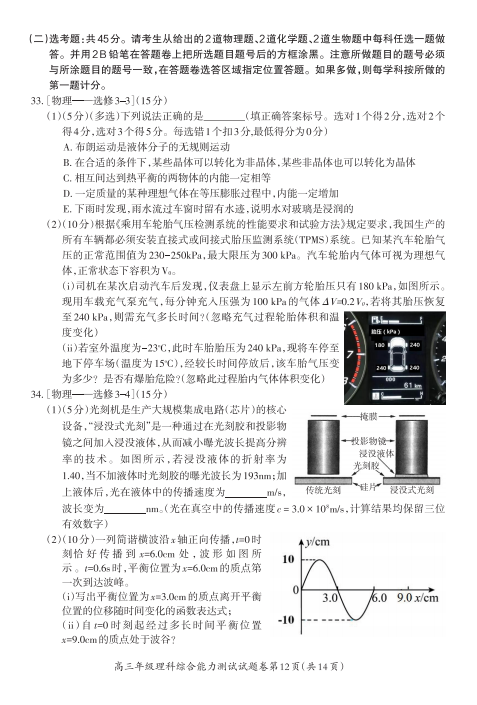 (二)选考题:共45分。请考生从给出的2道物理题、2道化学题、2道生物题中每科任选一题做
答。并用2B铅笔在答题卷上把所选题目题号后的方框涂黑。注意所做题目的题号必须
与所涂题目的题号一致,在答题卷选答区域指定位置答题。如果多做,则每学科按所做的
第一题计分。
33.[物理——选修3–3](15分)
(1)(5分)(多选)下列说法正确的是________(填正确答案标号。选对1个得2分,选对2个
得4分,选对3个得5分。每选错1个扣3分,最低得分为0分)
A. 布朗运动是液体分子的无规则运动
B. 在合适的条件下,某些晶体可以转化为非晶体,某些非晶体也可以转化为晶体
C. 相互间达到热平衡的两物体的内能一定相等
D. 一定质量的某种理想气体在等压膨胀过程中,内能一定增加
E. 下雨时发现,雨水流过车窗时留有水迹,说明水对玻璃是浸润的
(2)(10分)根据《乘用车轮胎气压检测系统的性能要求和试验方法》规定要求,我国生产的
所有车辆都必须安装直接式或间接式胎压监测系统(TPMS)系统。已知某汽车轮胎气
压的正常范围值为230–250kPa,最大限压为300 kPa。汽车轮胎内气体可视为理想气
体,正常状态下容积为V₀。
(i)司机在某次启动汽车后发现,仪表盘上显示左前方轮胎压只有180 kPa,如图所示。
现用车载充气泵充气,每分钟充入压强为100 kPa的气体ΔV=0.2V₀,若将其胎压恢复
至240 kPa,则需充气多长时间?(忽略充气过程轮胎体积和温
度变化)
(ii)若室外温度为-23℃,此时车胎胎压为240 kPa,现将车停至
地下停车场(温度为15℃),经较长时间停放后,该车胎气压变
为多少?是否有爆胎危险?(忽略此过程胎内气体体积变化)
胎压(kPa)
180 240
240 240
ODO
61 km
7
34.[物理——选修3–4](15分)
(1)(5分)光刻机是生产大规模集成电路(芯片)的核心
设备,“浸没式光刻”是一种通过在光刻胶和投影物
镜之间加入浸没液体,从而减小曝光波长提高分辨
率的技术。如图所示,若浸没液体的折射率为
1.40,当不加液体时光刻胶的曝光波长为193nm;加
上液体后,光在液体中的传播速度为________m/s,
波长变为________nm。(光在真空中的传播速度c = 3.0×10⁸m/s,计算结果均保留三位
有效数字)
掩膜
投影物镜
浸没液体
光刻胶
硅片
传统光刻
浸没式光刻
(2)(10分)一列简谐横波沿x轴正向传播,t=0时
刻恰好传播到x=6.0cm处,波形如图所
示。t=0.6s时,平衡位置为x=6.0cm的质点第
一次到达波峰。
(i)写出平衡位置为x=3.0cm的质点离开平衡
位置的位移随时间变化的函数表达式;
(ii)自t=0时刻起经过多长时间平衡位置
x=9.0cm的质点处于波谷?
y/cm
10
0
3.0 6.0 9.0 x/cm
-10
高三年级理科综合能力测试试题卷第12页(共14页)